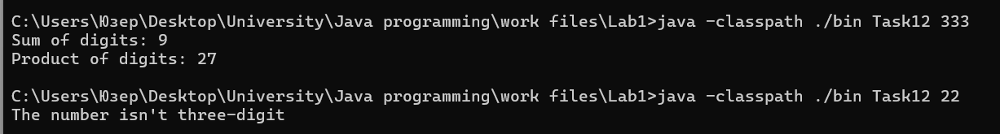 C:\Users\Юзер\Desktop\University\Java programming\work files\Lab1>java -classpath ./bin Task12 333
Sum of digits: 9
Product of digits: 27
C:\Users\Юзер\Desktop\University\Java programming\work files\Lab1>java -classpath ./bin Task12 22
The number isn't three-digit